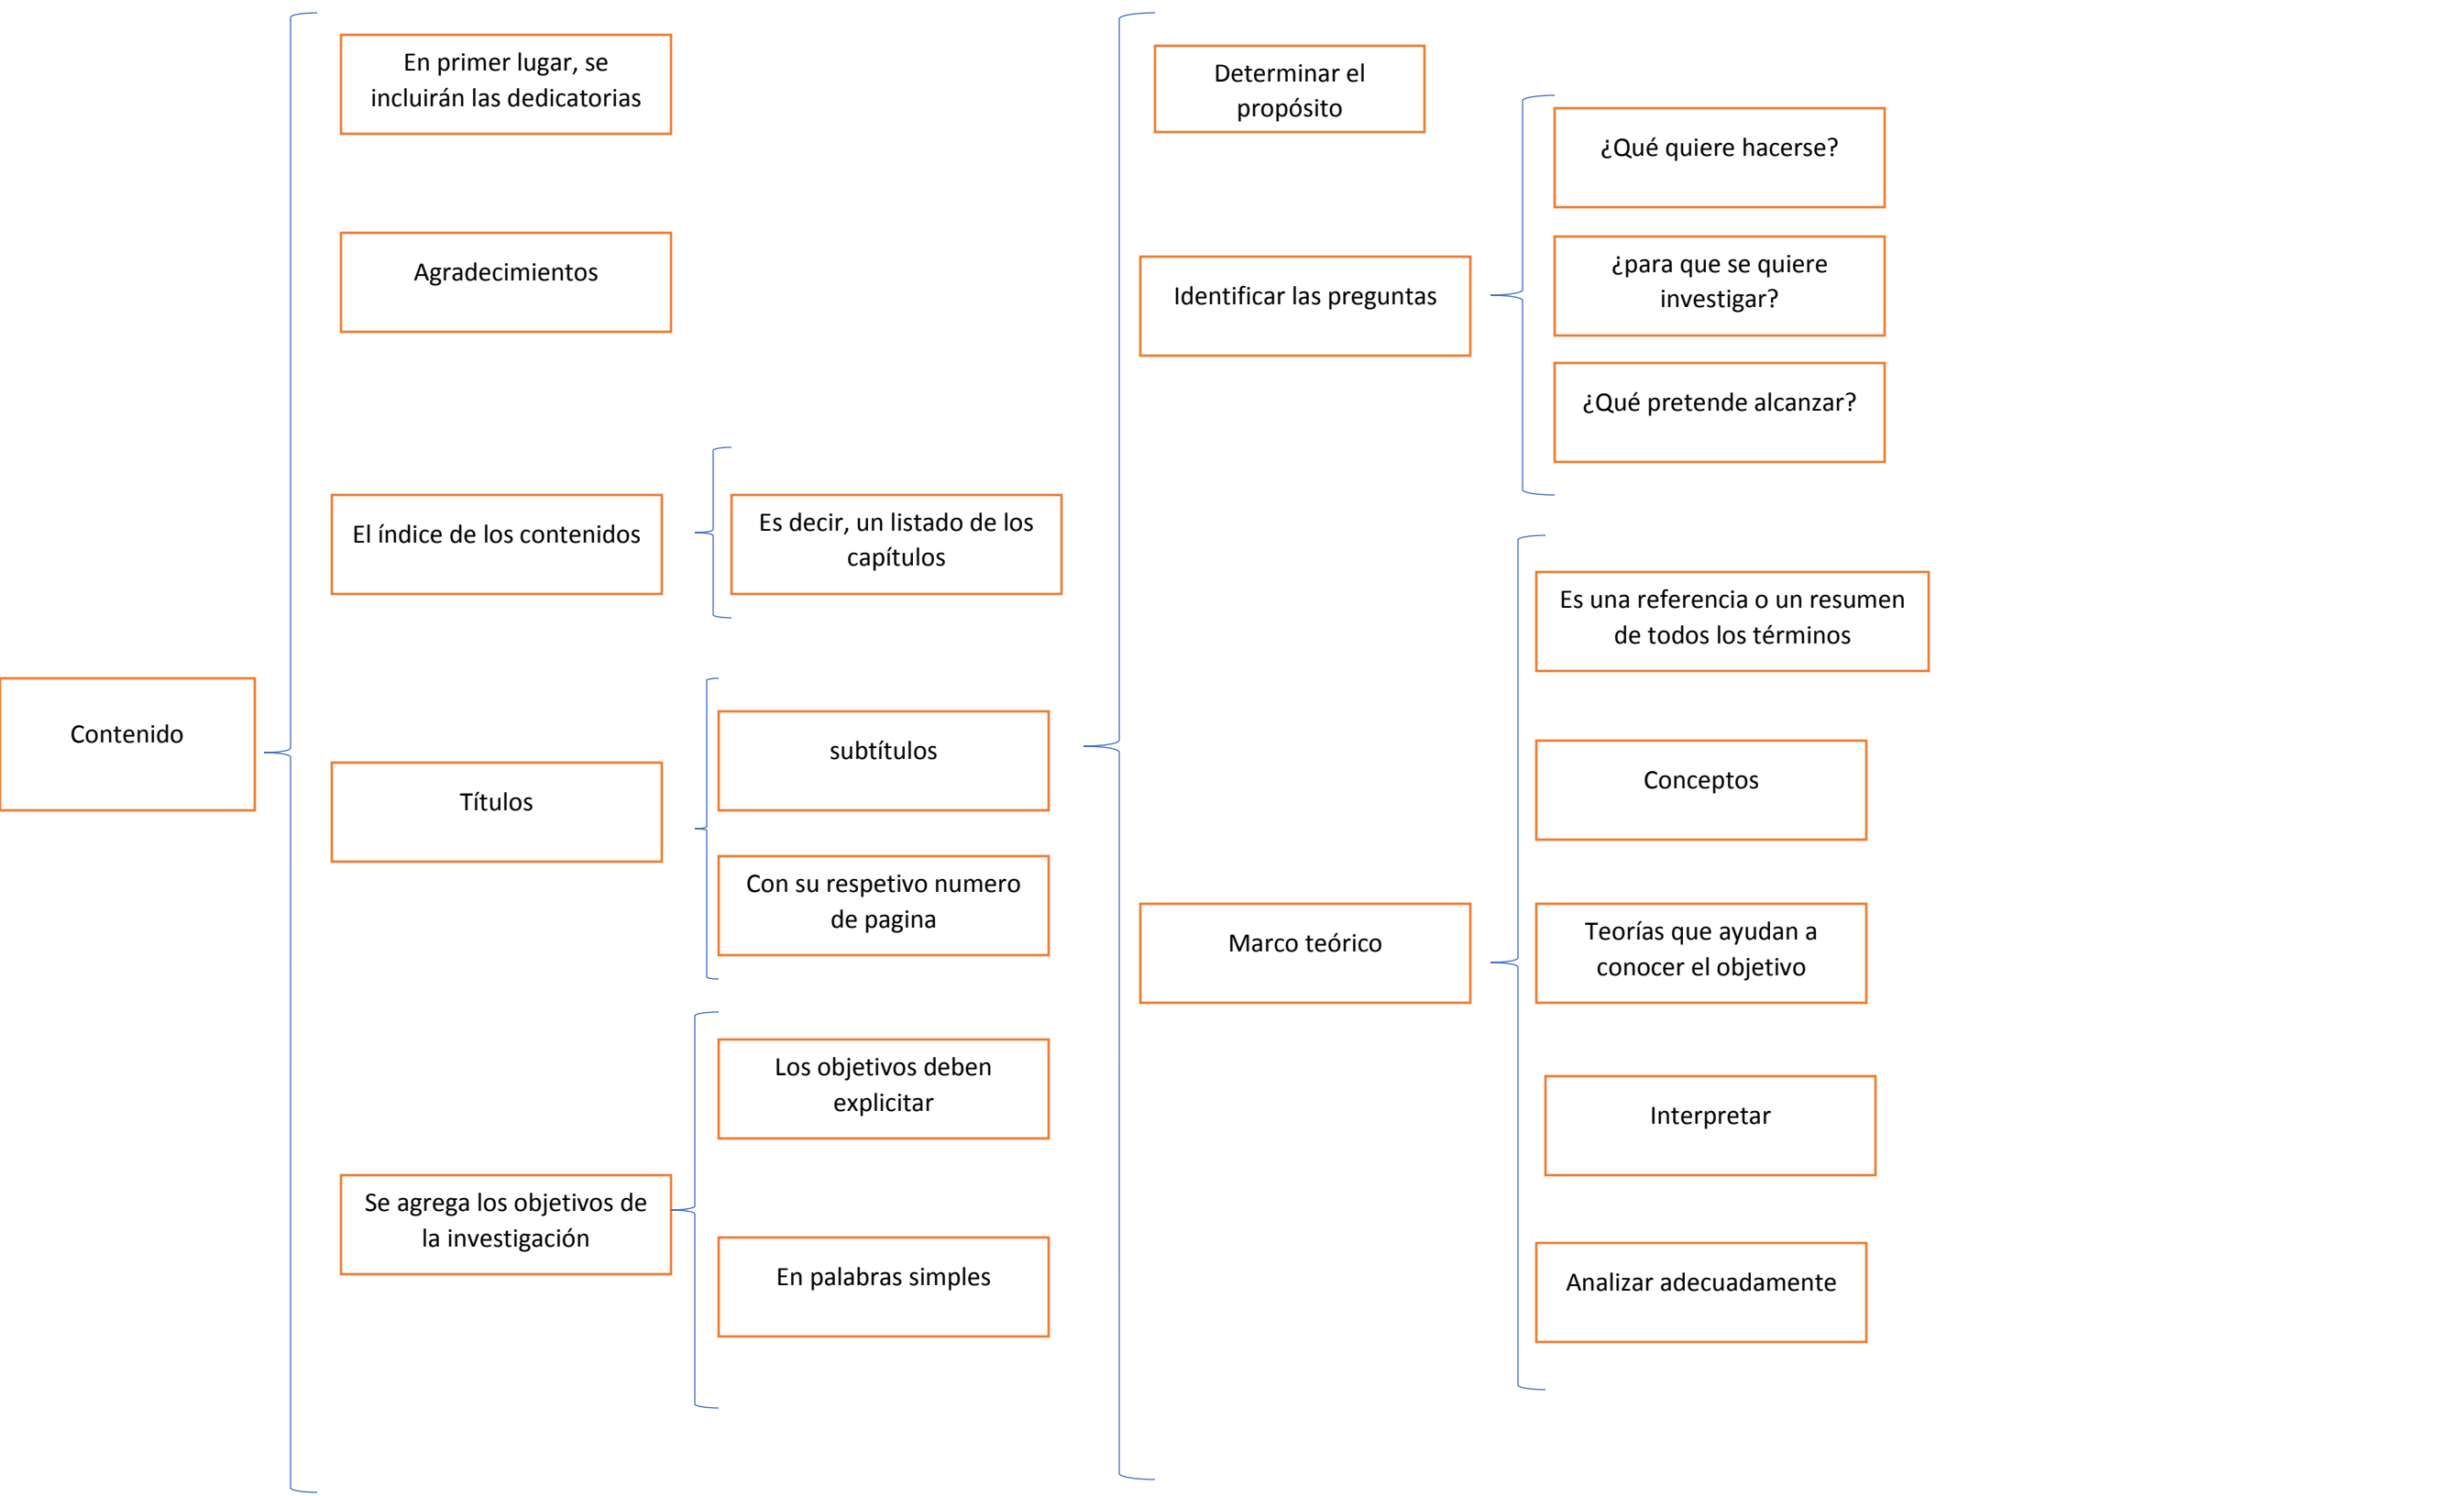 Contenido
En primer lugar, se
incluirán las dedicatorias
Agradecimientos
El índice de los contenidos
Es decir, un listado de los
capítulos
Títulos
subtítulos
Con su respetivo numero
de pagina
Se agrega los objetivos de
la investigación
Los objetivos deben
explicitar
En palabras simples
Determinar el
propósito
Identificar las preguntas
¿Qué quiere hacerse?
¿para que se quiere
investigar?
¿Qué pretende alcanzar?
Marco teórico
Es una referencia o un resumen
de todos los términos
Conceptos
Teorías que ayudan a
conocer el objetivo
Interpretar
Analizar adecuadamente